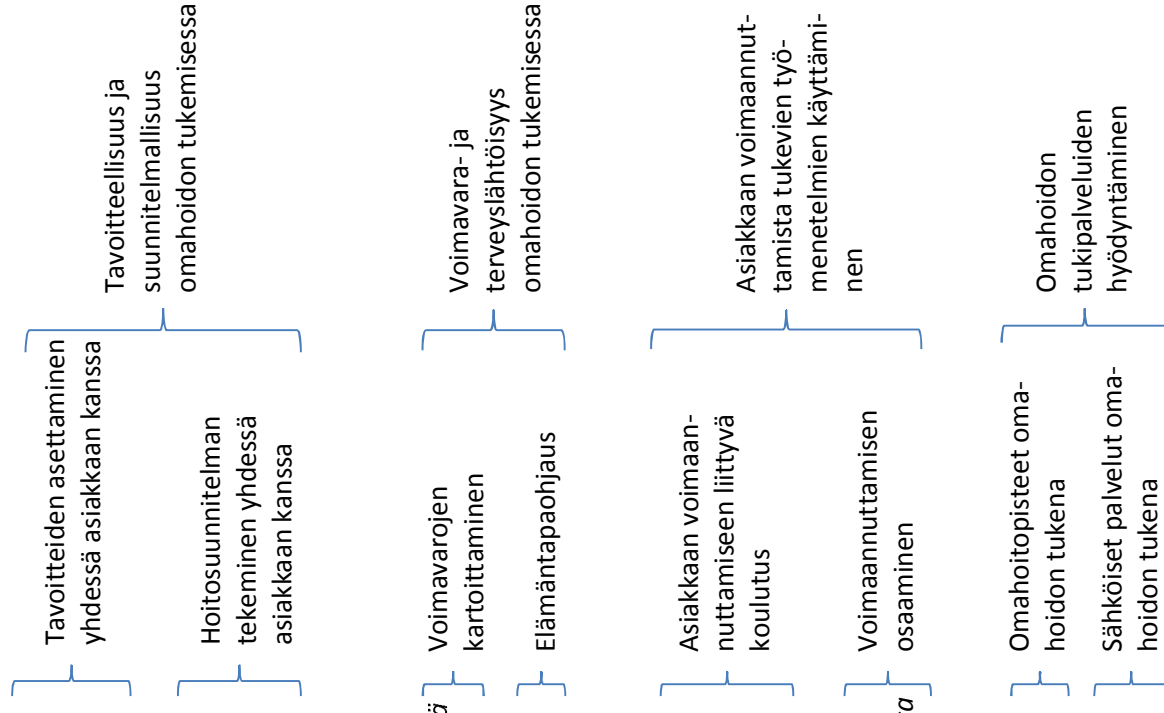 Tavoitteiden asettaminen
yhdessä asiakkaan kanssa
Hoitosuunnitelman
tekeminen yhdessä
asiakkaan kanssa
Tavoitteellisuus ja
suunnitelmallisuus
omahoidon tukemisessa
Voimavarojen
kartoittaminen
Elämäntapaohjaus
Voimavara- ja
terveyslähtöisyys
omahoidon tukemisessa
Asiakkaan voimaan-
nuttamiseen liittyvä
koulutus
Voimaannuttamisen
osaaminen
Asiakkaan voimaannut-
tamista tukevien työ-
menetelmien käyttämi-
nen
Omahoitopisteet oma-
hoidon tukena
Sähköiset palvelut oma-
hoidon tukena
Omahoidon
tukipalveluiden
hyödyntäminen